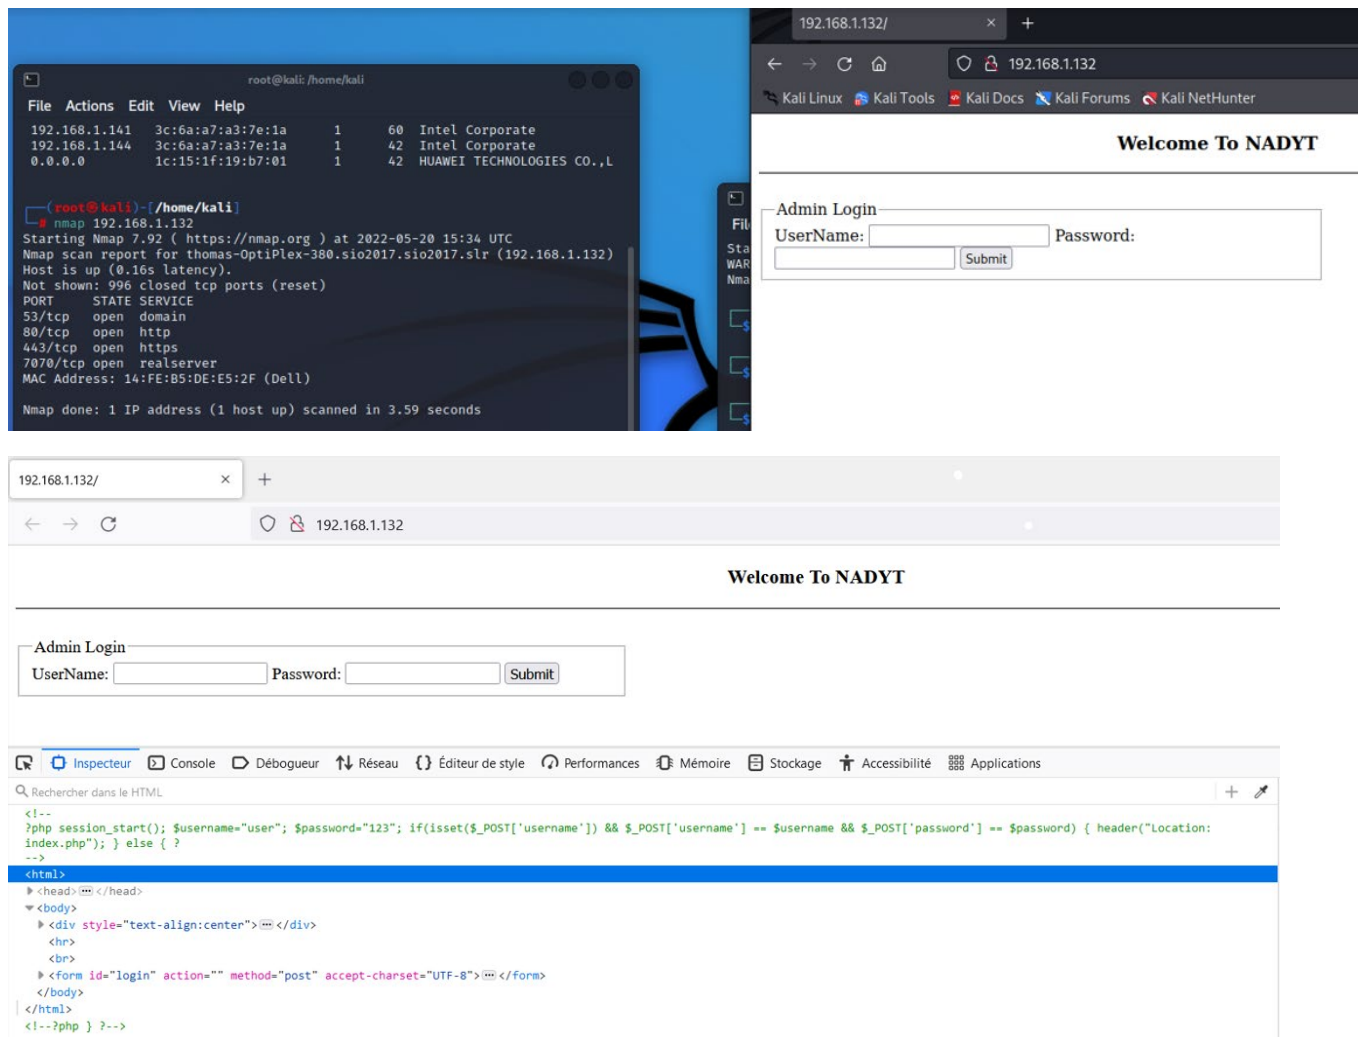 root@kali: /home/kali
File Actions Edit View Help
192.168.1.141 3c:6a:a7:a3:7e:1a 1 60 Intel Corporate
192.168.1.144 3c:6a:a7:a3:7e:1a 1 42 Intel Corporate
0.0.0.0 1c:15:1f:19:b7:01 1 42 HUAWEI TECHNOLOGIES CO.,L
(root㉿kali)-[/home/kali]
# nmap 192.168.1.132
Starting Nmap 7.92 ( https://nmap.org ) at 2022-05-20 15:34 UTC
Nmap scan report for thomas-OptiPlex-380.sio2017.sio2017.slr (192.168.1.132)
Host is up (0.16s latency).
Not shown: 996 closed tcp ports (reset)
PORT STATE SERVICE
53/tcp open domain
80/tcp open http
443/tcp open https
7070/tcp open realserver
MAC Address: 14:FE:B5:DE:E5:2F (Dell)
Nmap done: 1 IP address (1 host up) scanned in 3.59 seconds
Fil
Sta
WAR
Nma
$
$
$
192.168.1.132/
192.168.1.132
Kali Linux Kali Tools Kali Docs Kali Forums Kali NetHunter
Welcome To NADYT
Admin Login
UserName: Password:
Submit
192.168.1.132/
192.168.1.132
Welcome To NADYT
Admin Login
UserName: Password: Submit
Inspecteur Console Débogueur Réseau Éditeur de style Performances Mémoire Stockage Accessibilité Applications
Rechercher dans le HTML
<!--
?php session_start(); $username="user"; $password="123"; if(isset($_POST['username']) && $_POST['username'] == $username && $_POST['password'] == $password) { header("Location:
index.php"); } else { ?
-->
<html>
<head>⋯</head>
<body>
<div style="text-align:center">⋯</div>
<hr>
<br>
<form id="login" action="" method="post" accept-charset="UTF-8">⋯</form>
</body>
</html>
<!--?php } ?-->